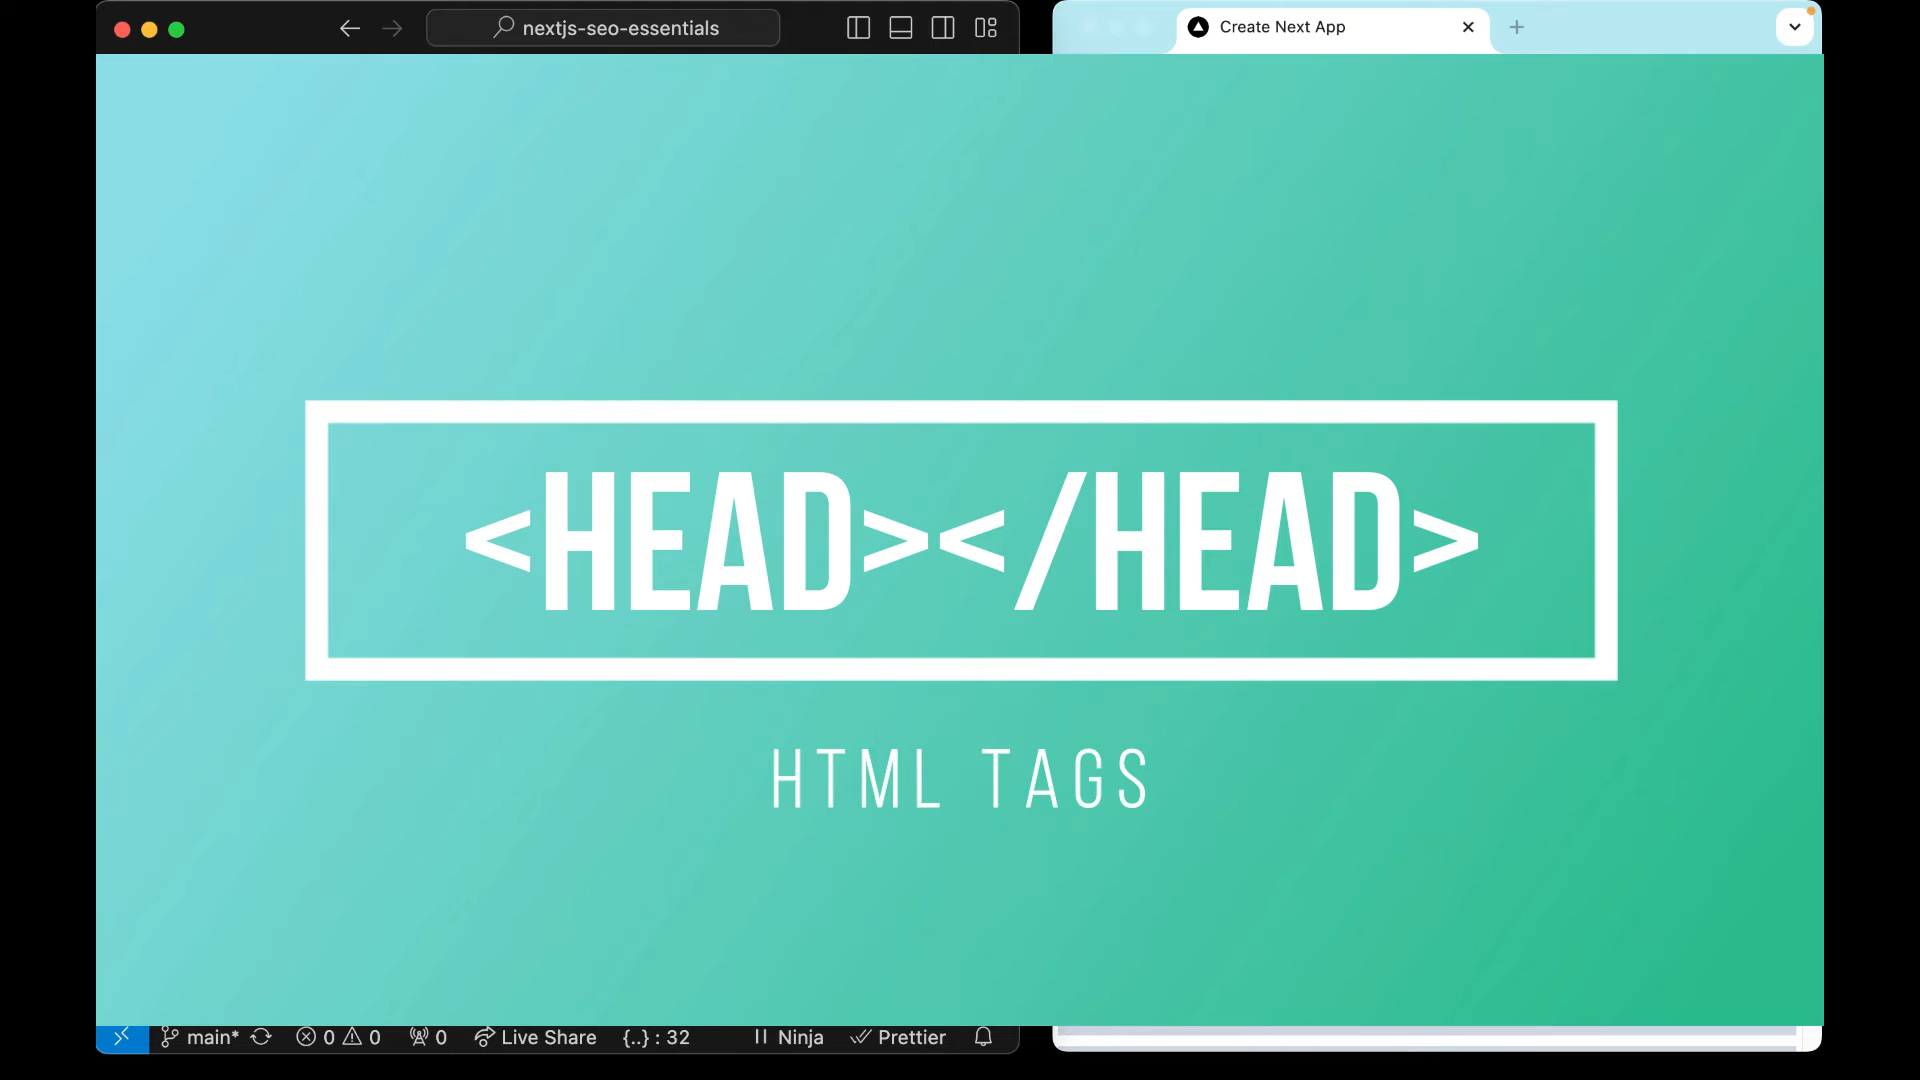 nextjs-seo-essentials
Create Next App
<HEAD></HEAD>
HTML TAGS
main* 0 0 0 Live Share {..} : 32 Ninja Prettier